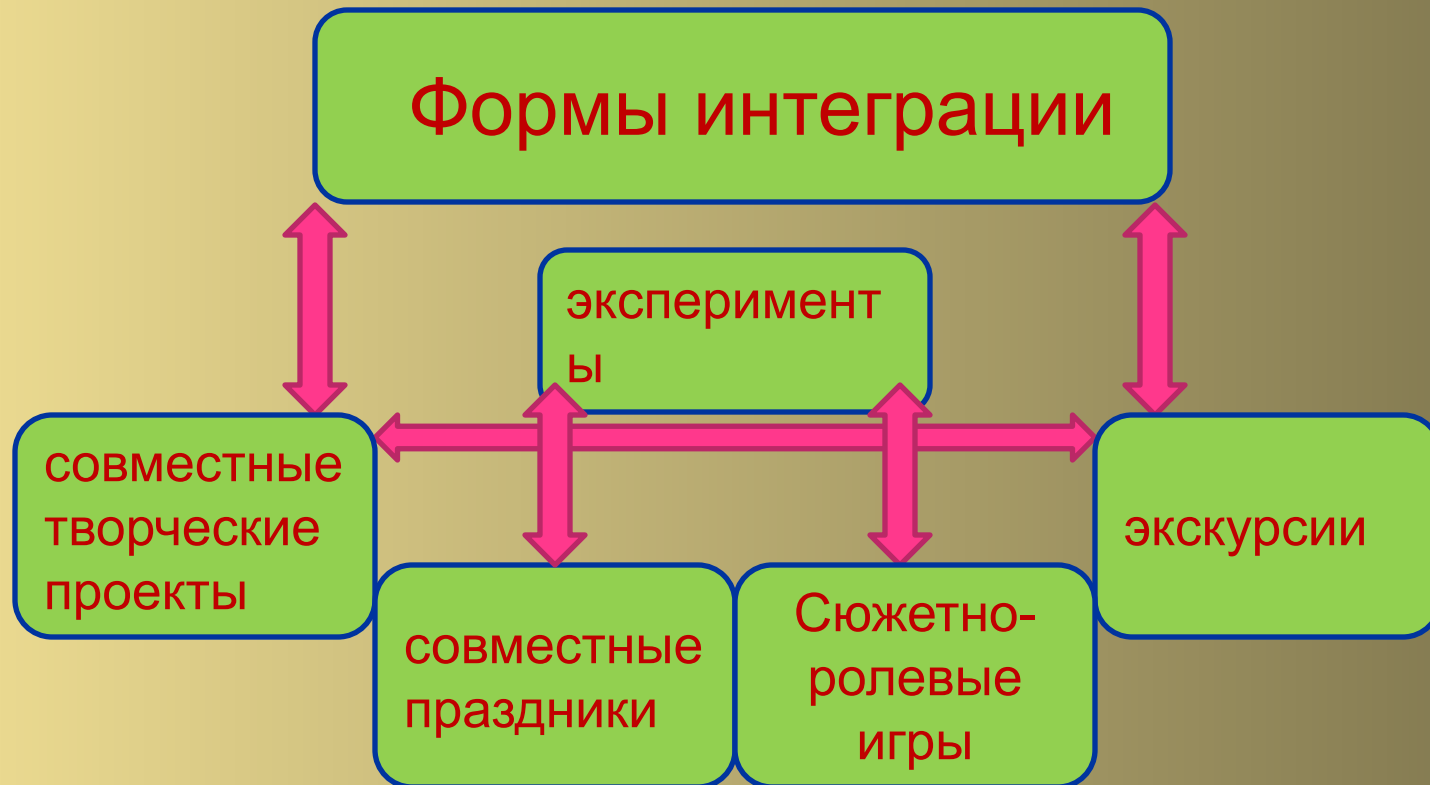 Формы интеграции
эксперимент
ы
совместные
творческие
проекты
экскурсии
совместные
праздники
Сюжетно-
ролевые
игры